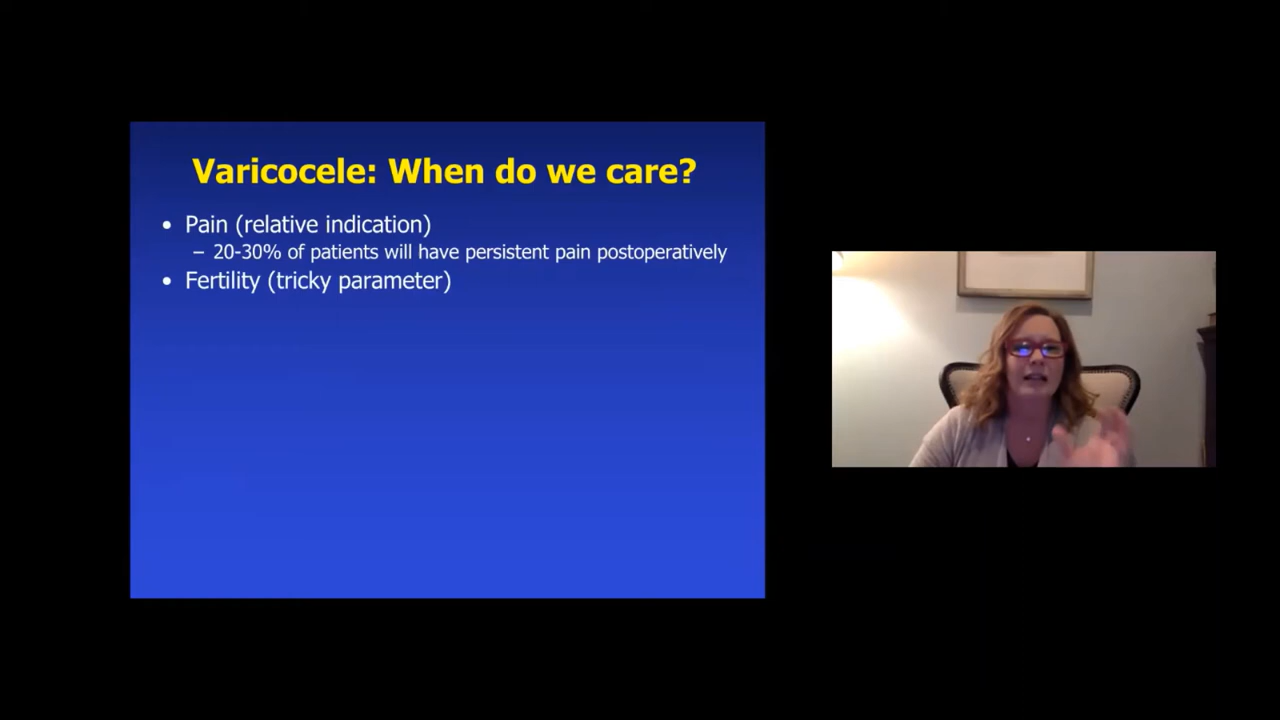 Varicocele: When do we care?
• Pain (relative indication)
– 20-30% of patients will have persistent pain postoperatively
• Fertility (tricky parameter)